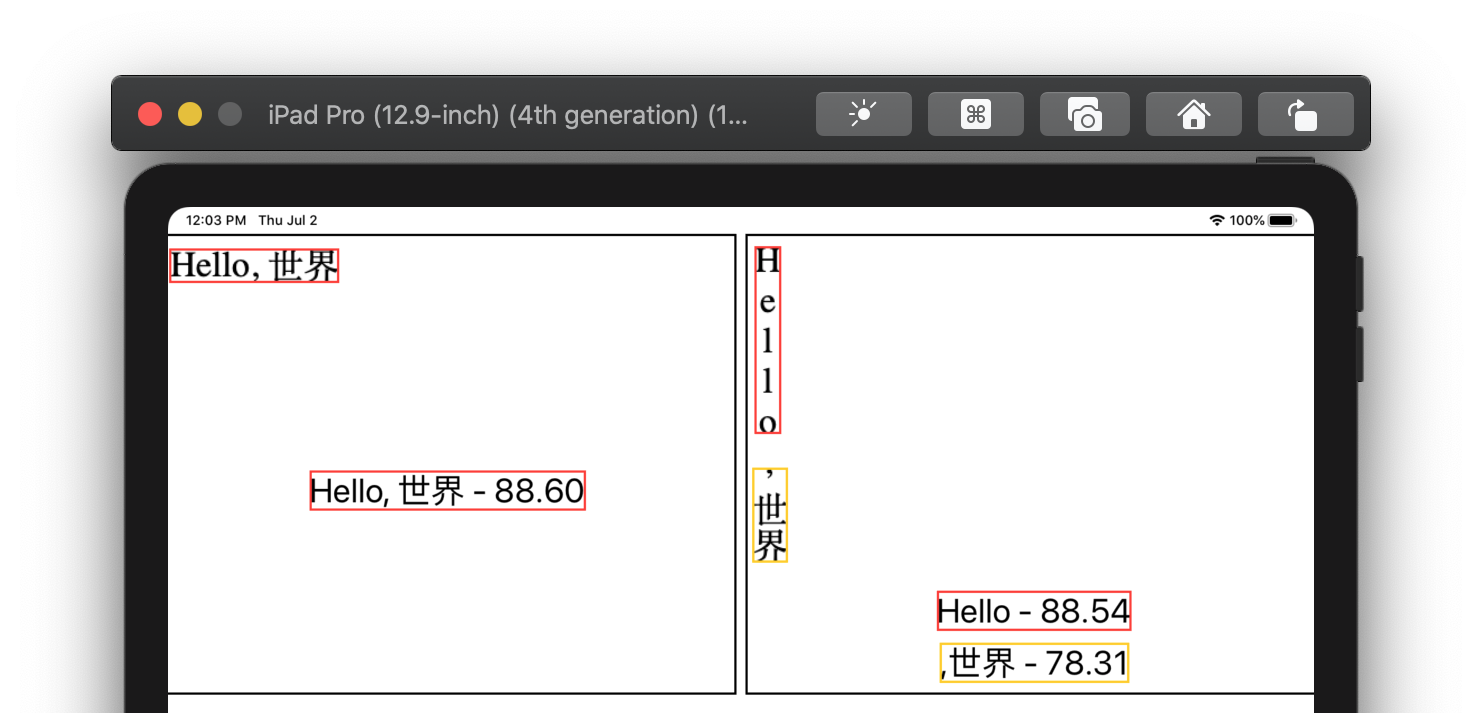 iPad Pro (12.9-inch) (4th generation) (1...
12:03 PM Thu Jul 2
100%
Hello, 世界
Hello, 世界 - 88.60
Hello
,世界
Hello - 88.54
,世界 - 78.31